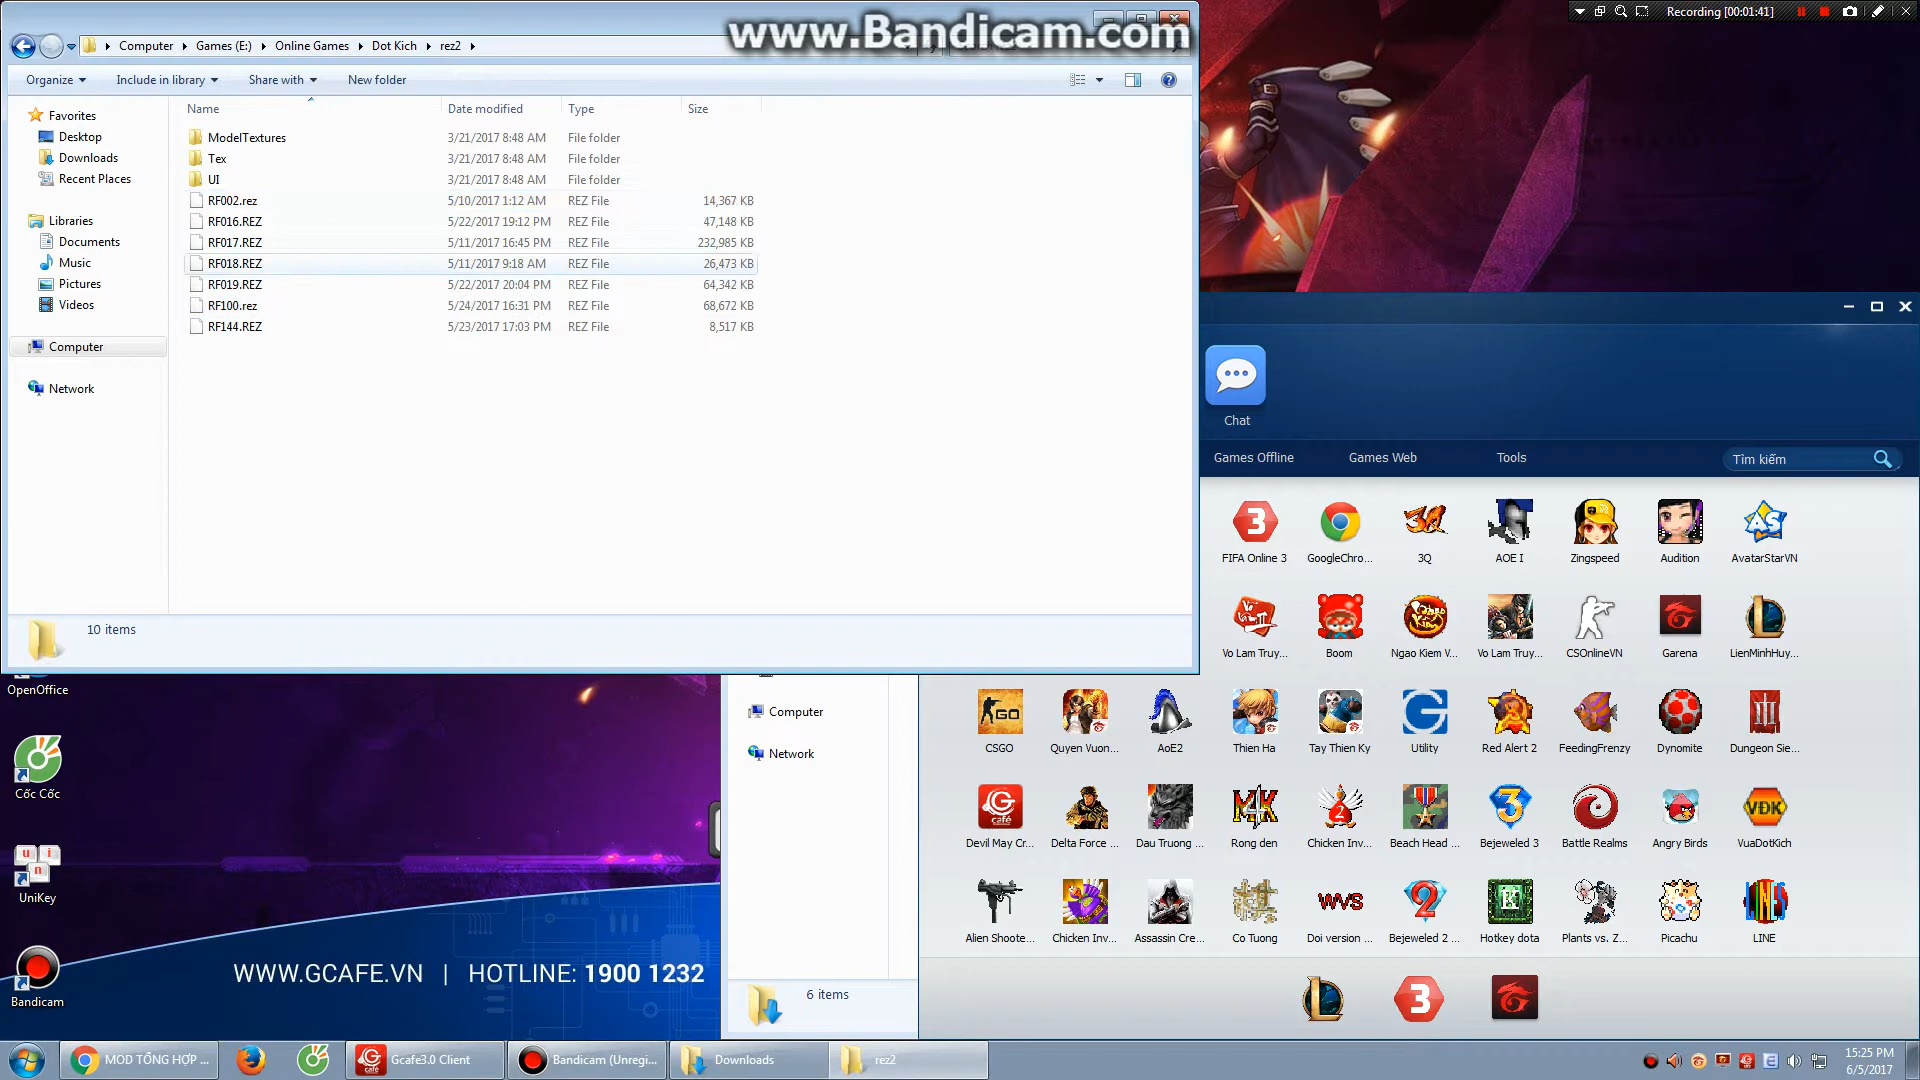 www.Bandicam.com
Recording [00:01:41]
Computer Games (E:) Online Games Dot Kich rez2
Organize Include in library Share with New folder
Name Date modified Type Size
Favorites
Desktop
Downloads
Recent Places
Libraries
Documents
Music
Pictures
Videos
Computer
Network
ModelTextures 3/21/2017 8:48 AM File folder
Tex 3/21/2017 8:48 AM File folder
UI 3/21/2017 8:48 AM File folder
RF002.rez 5/10/2017 1:12 AM REZ File 14,367 KB
RF016.REZ 5/22/2017 19:12 PM REZ File 47,148 KB
RF017.REZ 5/11/2017 16:45 PM REZ File 232,985 KB
RF018.REZ 5/11/2017 9:18 AM REZ File 26,473 KB
RF019.REZ 5/22/2017 20:04 PM REZ File 64,342 KB
RF100.rez 5/24/2017 16:31 PM REZ File 68,672 KB
RF144.REZ 5/23/2017 17:03 PM REZ File 8,517 KB
10 items
Chat
Games Offline Games Web Tools Tìm kiếm
FIFA Online 3 GoogleChro... 3Q AOE I Zingspeed Audition AvatarStarVN
Vo Lam Truy... Boom Ngao Kiem V... Vo Lam Truy... CSOnlineVN Garena LienMinhHuy...
CSGO Quyen Vuon... AoE2 Thien Ha Tay Thien Ky Utility Red Alert 2 FeedingFrenzy Dynomite Dungeon Sie...
Devil May Cr... Delta Force ... Dau Truong ... Rong den Chicken Inv... Beach Head ... Bejeweled 3 Battle Realms Angry Birds VuaDotKich
Alien Shoote... Chicken Inv... Assassin Cre... Co Tuong Doi version ... Bejeweled 2 ... Hotkey dota Plants vs. Z... Picachu LINE
OpenOffice
Cốc Cốc
UniKey
Bandicam
Computer
Network
6 items
WWW.GCAFE.VN | HOTLINE: 1900 1232
MOD TỔNG HỢP ... Gcafe3.0 Client Bandicam (Unregi... Downloads rez2
15:25 PM
6/5/2017